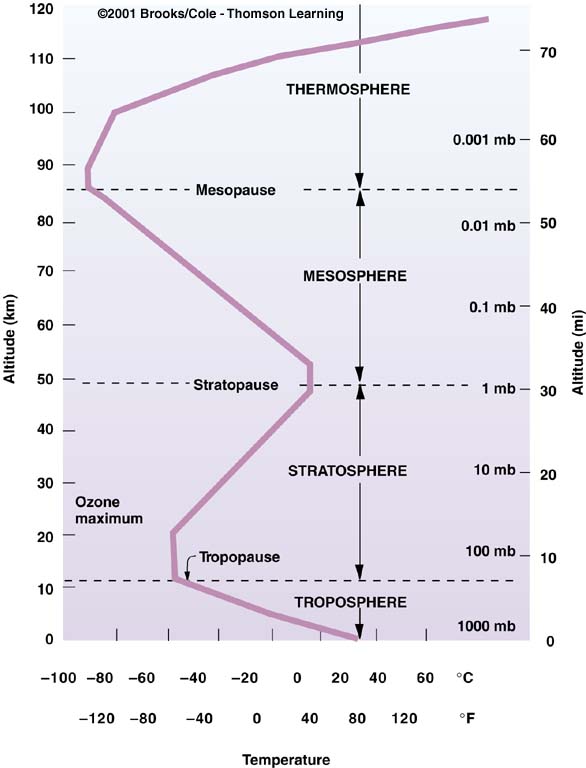 ©2001 Brooks/Cole - Thomson Learning
120
110
100
90
80
70
60
50
40
30
20
10
0
Altitude (km)
THERMOSPHERE
Mesopause
MESOSPHERE
Stratopause
STRATOSPHERE
Ozone
maximum
Tropopause
TROPOSPHERE
0.001 mb
0.01 mb
0.1 mb
1 mb
10 mb
100 mb
1000 mb
70
60
50
40
30
20
10
0
Altitude (mi)
−100 −80 −60 −40 −20 0 20 40 60 °C
−120 −80 −40 0 40 80 120 °F
Temperature